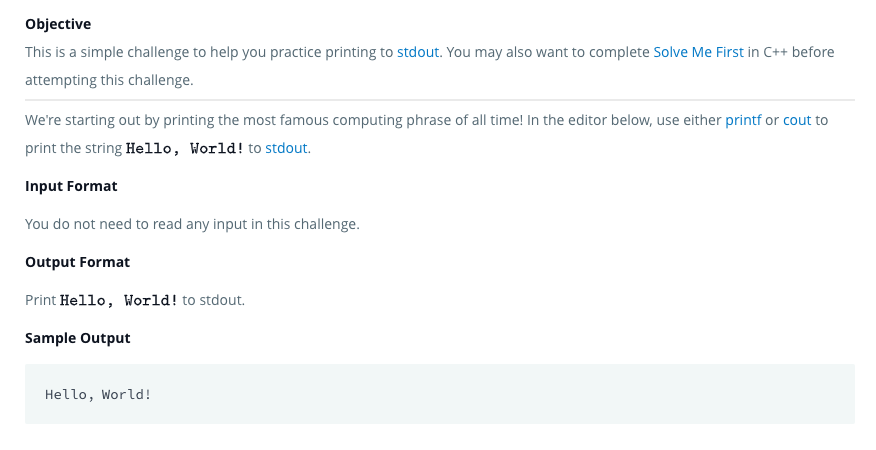 Objective
This is a simple challenge to help you practice printing to stdout. You may also want to complete Solve Me First in C++ before
attempting this challenge.
We're starting out by printing the most famous computing phrase of all time! In the editor below, use either printf or cout to
print the string Hello, World! to stdout.
Input Format
You do not need to read any input in this challenge.
Output Format
Print Hello, World! to stdout.
Sample Output
Hello, World!